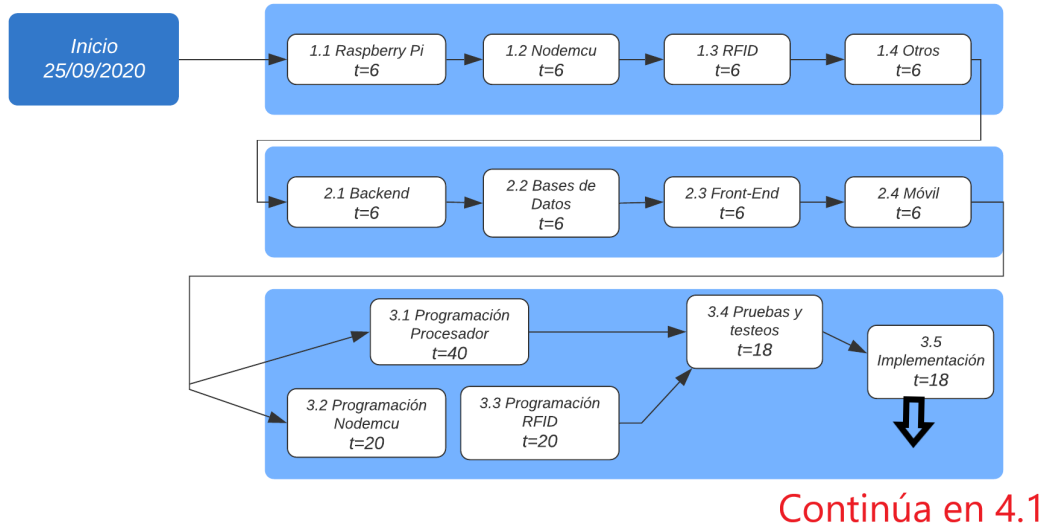 Inicio
25/09/2020
1.1 Raspberry Pi
t=6
1.2 Nodemcu
t=6
1.3 RFID
t=6
1.4 Otros
t=6
2.1 Backend
t=6
2.2 Bases de
Datos
t=6
2.3 Front-End
t=6
2.4 Móvil
t=6
3.1 Programación
Procesador
t=40
3.2 Programación
Nodemcu
t=20
3.3 Programación
RFID
t=20
3.4 Pruebas y
testeos
t=18
3.5
Implementación
t=18
Continúa en 4.1